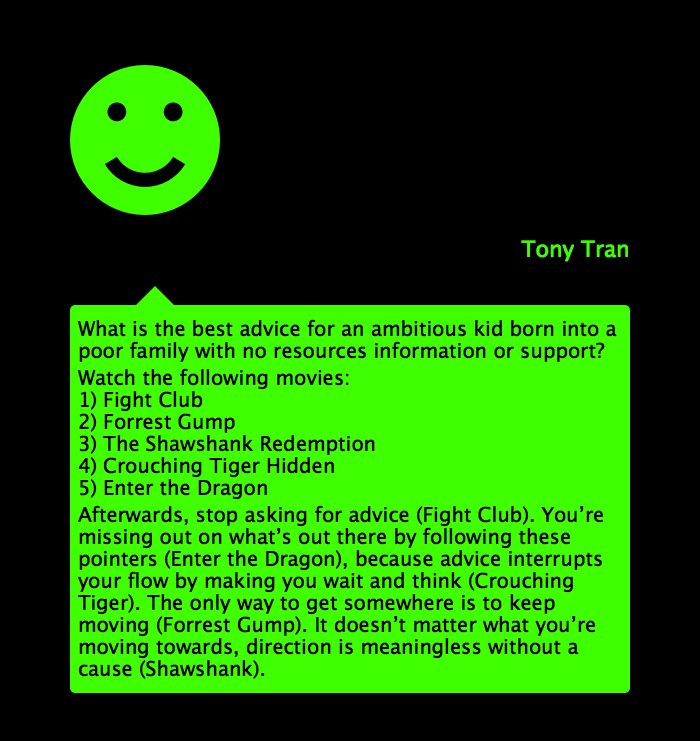 Tony Tran
What is the best advice for an ambitious kid born into a
poor family with no resources information or support?
Watch the following movies:
1) Fight Club
2) Forrest Gump
3) The Shawshank Redemption
4) Crouching Tiger Hidden
5) Enter the Dragon
Afterwards, stop asking for advice (Fight Club). You’re
missing out on what’s out there by following these
pointers (Enter the Dragon), because advice interrupts
your flow by making you wait and think (Crouching
Tiger). The only way to get somewhere is to keep
moving (Forrest Gump). It doesn’t matter what you’re
moving towards, direction is meaningless without a
cause (Shawshank).